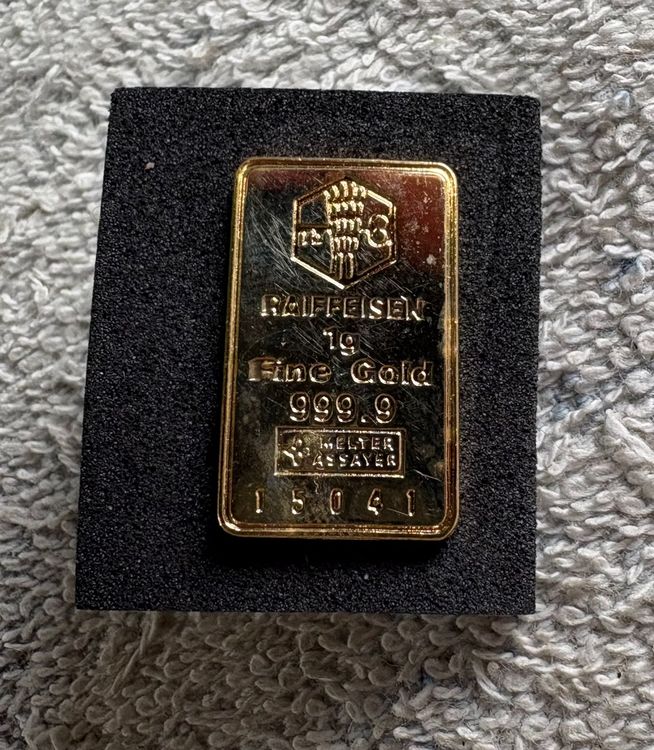 RAIFFEISEN
1g
Fine Gold
999.9
MELTER
ASSAYER
15041